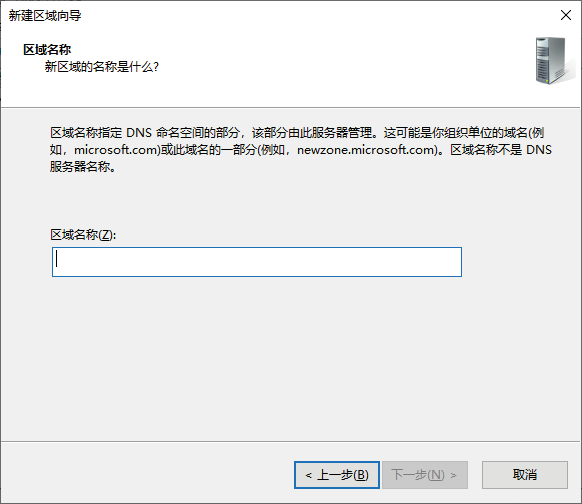 新建区域向导
区域名称
新区域的名称是什么?
区域名称指定 DNS 命名空间的部分，该部分由此服务器管理。这可能是你组织单位的域名(例
如，microsoft.com)或此域名的一部分(例如，newzone.microsoft.com)。区域名称不是 DNS
服务器名称。
区域名称(Z):
< 上一步(B) 下一步(N) > 取消